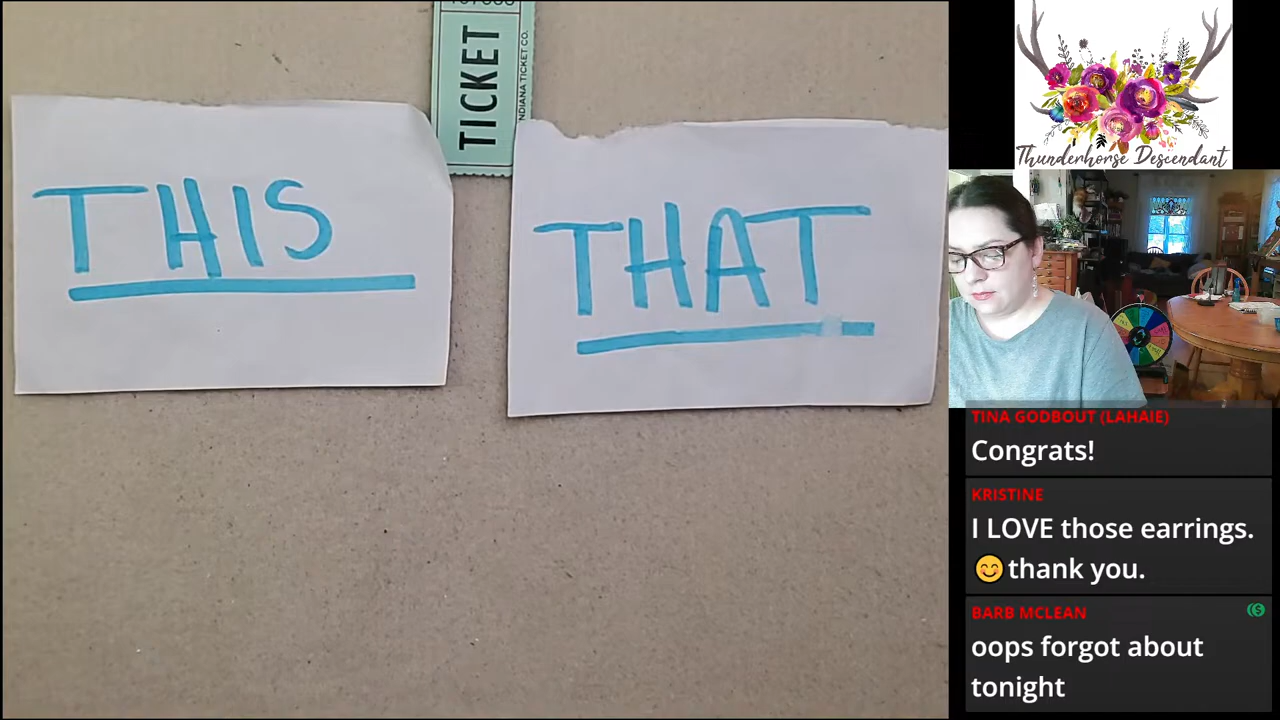 TICKET
INDIANA TICKET CO.
THIS
THAT
Thunderhorse Descendant
TINA GODBOUT (LAHAIE)
Congrats!
KRISTINE
I LOVE those earrings.
😊thank you.
BARB MCLEAN
oops forgot about
tonight